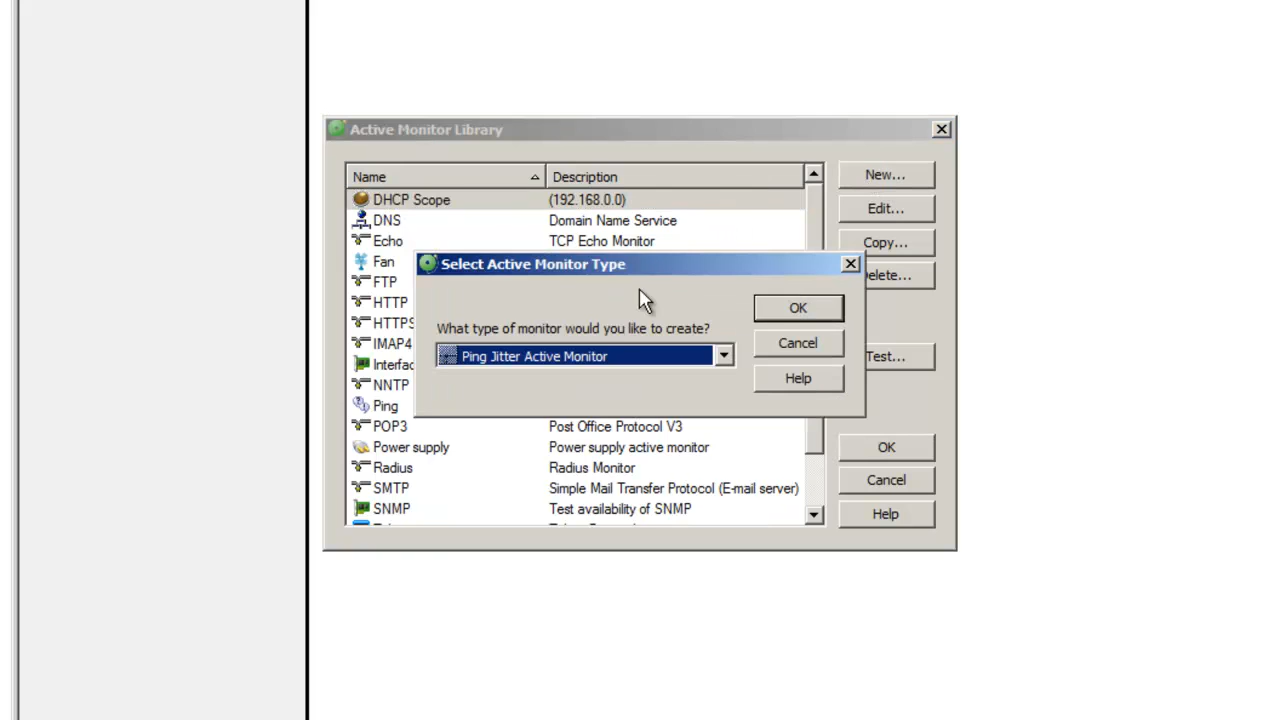 Active Monitor Library
Name Description
New...
DHCP Scope (192.168.0.0)
DNS Domain Name Service
Edit...
Echo TCP Echo Monitor
Copy...
Fan
Select Active Monitor Type
elete...
FTP
HTTP
OK
HTTPS
What type of monitor would you like to create?
IMAP4
Cancel
Ping Jitter Active Monitor
Test...
Interfac
NNTP
Help
Ping
POP3 Post Office Protocol V3
Power supply Power supply active monitor
OK
Radius Radius Monitor
Cancel
SMTP Simple Mail Transfer Protocol (E-mail server)
SNMP Test availability of SNMP
Help